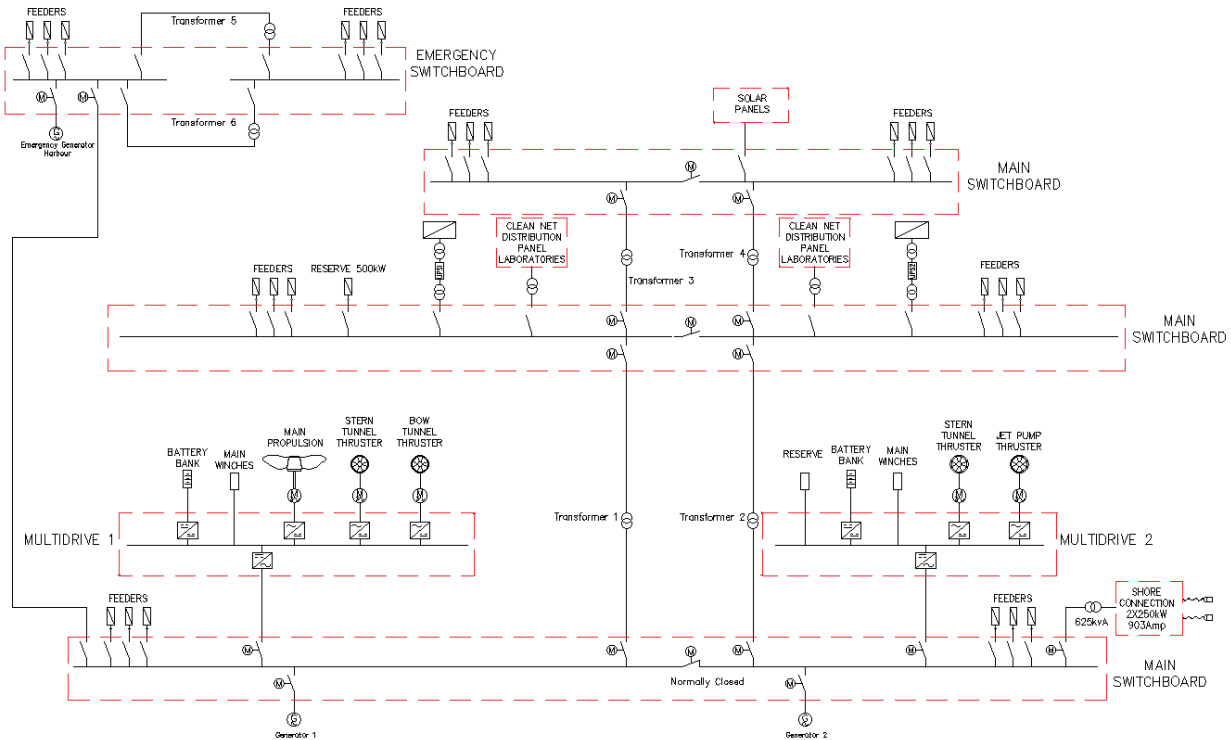 FEEDERS
Transformer 5
FEEDERS
EMERGENCY
SWITCHBOARD
M
M
Transformer 6
G
Emergency Generator
Harbour
SOLAR
PANELS
FEEDERS
FEEDERS
M
MAIN
SWITCHBOARD
M
M
CLEAN NET
DISTRIBUTION
PANEL
LABORATORIES
Transformer 4
CLEAN NET
DISTRIBUTION
PANEL
LABORATORIES
FEEDERS
RESERVE 500kW
Transformer 3
FEEDERS
M
M
M
MAIN
SWITCHBOARD
M
M
BATTERY
BANK
MAIN
WINCHES
MAIN
PROPULSION
STERN
TUNNEL
THRUSTER
BOW
TUNNEL
THRUSTER
RESERVE
BATTERY
BANK
MAIN
WINCHES
STERN
TUNNEL
THRUSTER
JET PUMP
THRUSTER
M
M
M
M
M
Transformer 1
Transformer 2
MULTIDRIVE 1
MULTIDRIVE 2
FEEDERS
FEEDERS
625kvA
SHORE
CONNECTION
2X250kW
903Amp
M
M
M
M
M
M
Normally Closed
MAIN
SWITCHBOARD
M
M
G
Generator 1
G
Generator 2